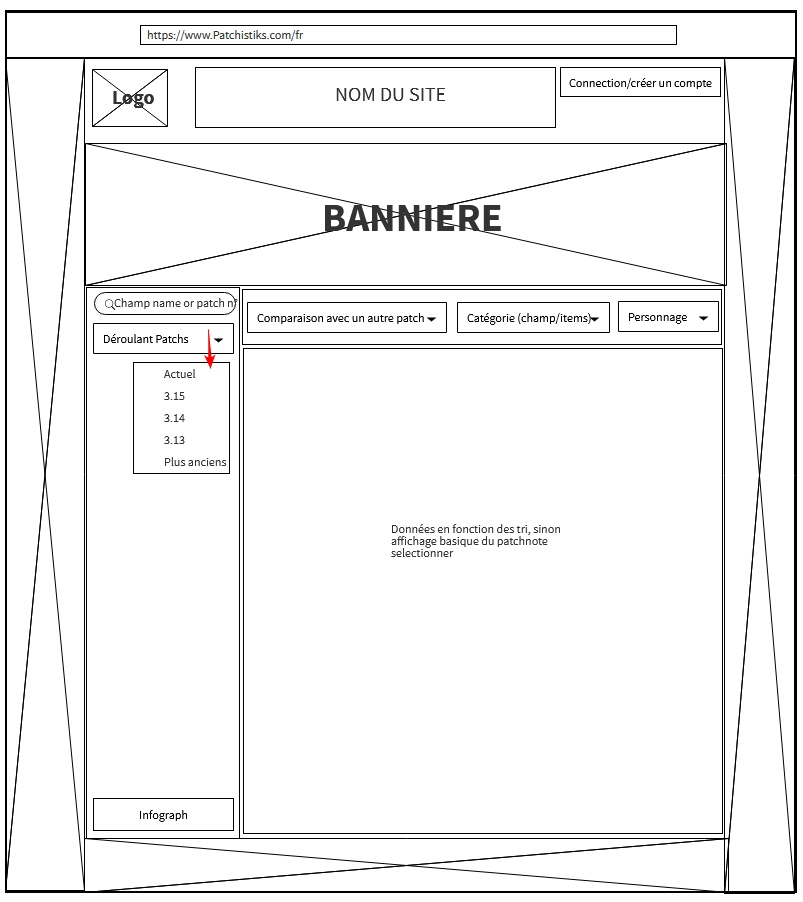 https://www.Patchistiks.com/fr
Logo
NOM DU SITE
Connection/créer un compte
BANNIERE
Champ name or patch n°
Comparaison avec un autre patch
Catégorie (champ/items)
Personnage
Déroulant Patchs
Actuel
3.15
3.14
3.13
Plus anciens
Données en fonction des tri, sinon
affichage basique du patchnote
selectionner
Infograph